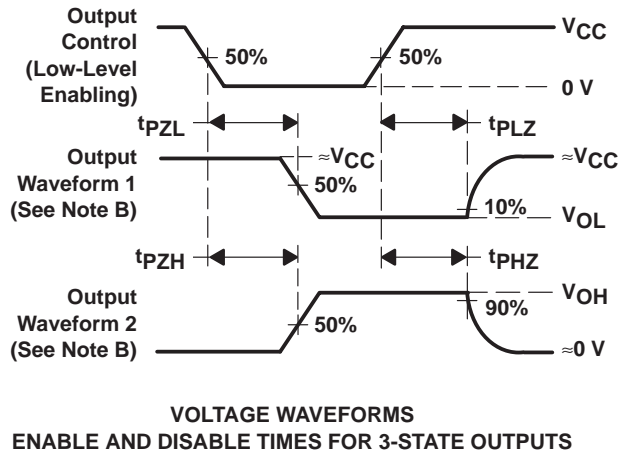 Output
Control
(Low-Level
Enabling)
50%
50%
VCC
0 V
tPZL
tPLZ
Output
Waveform 1
(See Note B)
≈VCC
50%
≈VCC
10%
VOL
tPZH
tPHZ
Output
Waveform 2
(See Note B)
50%
VOH
90%
≈0 V
VOLTAGE WAVEFORMS
ENABLE AND DISABLE TIMES FOR 3-STATE OUTPUTS